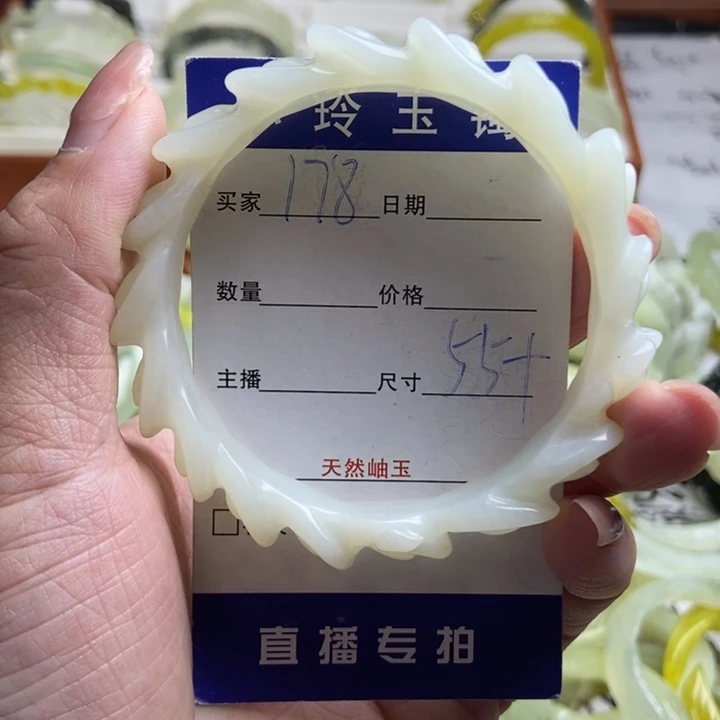 玲玉
买家 178 日期
数量 价格
主播 尺寸 55+
天然岫玉
直播专拍